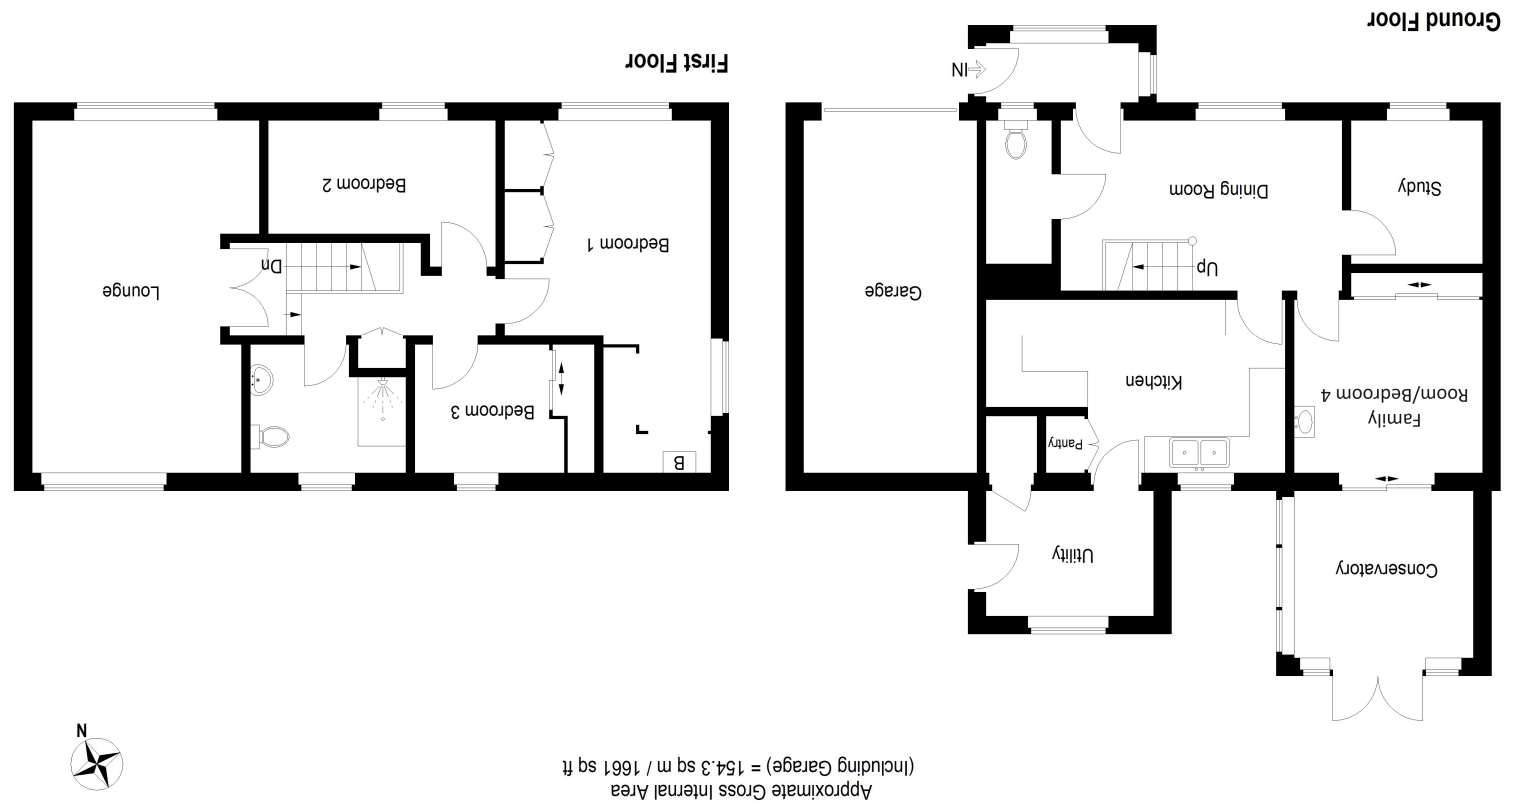 Approximate Gross Internal Area
(Including Garage) = 154.3 sq m / 1661 sq ft
N
Conservatory
Utility
Family
Room/Bedroom 4
Kitchen
Pantry
Garage
Up
Dining Room
Study
IN
Ground Floor
B
Bedroom 3
Lounge
Dn
Bedroom 1
Bedroom 2
First Floor